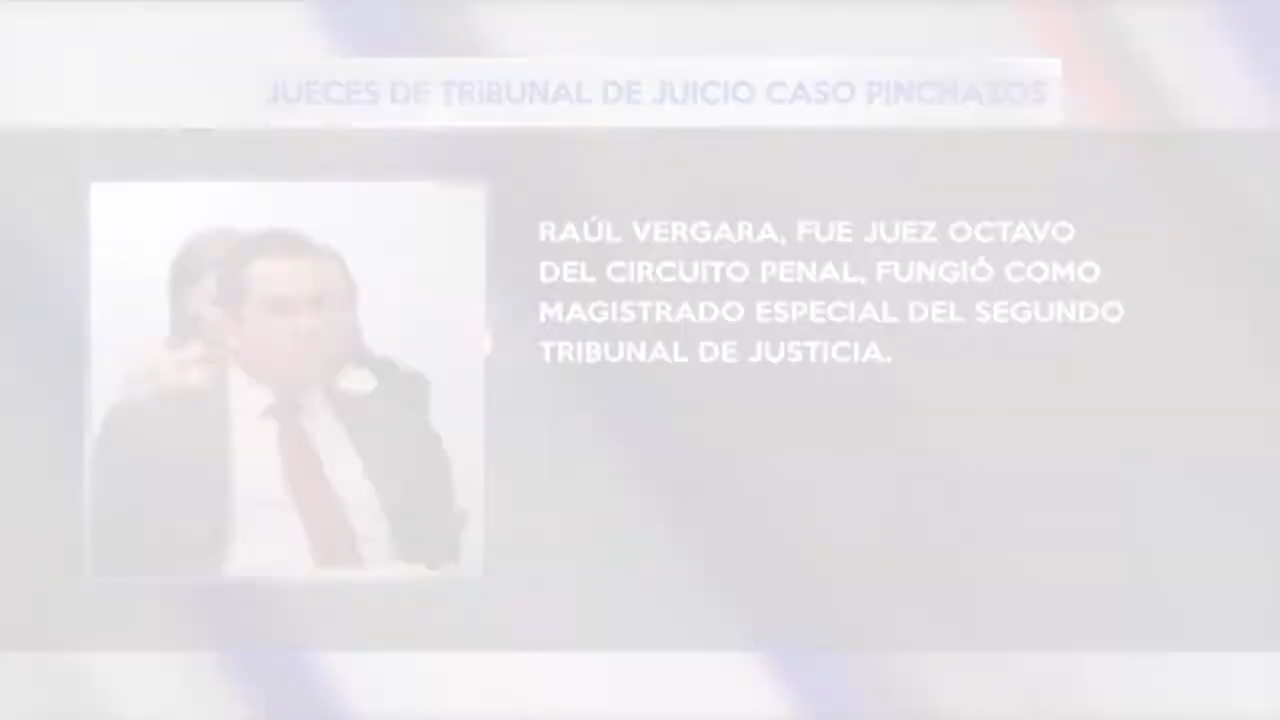 JUECES DE TRIBUNAL DE JUICIO CASO PINCHAZOS
RAÚL VERGARA, FUE JUEZ OCTAVO
DEL CIRCUITO PENAL, FUNGIÓ COMO
MAGISTRADO ESPECIAL DEL SEGUNDO
TRIBUNAL DE JUSTICIA.